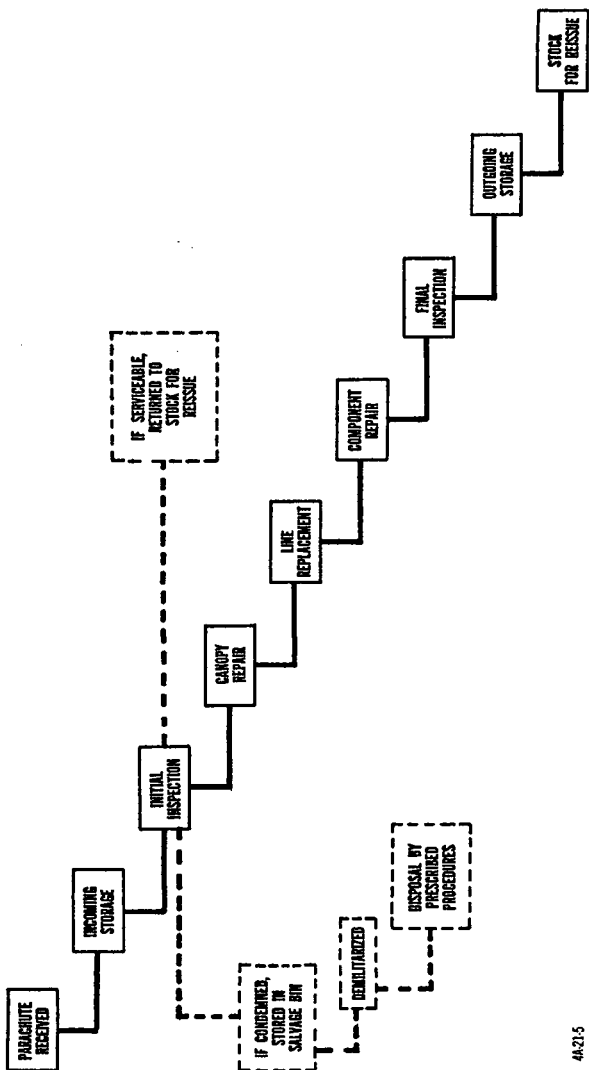 PARACHUTE
RECEIVED
INCOMING
STORAGE
INITIAL
INSPECTION
IF SERVICEABLE,
RETURNED TO
STOCK FOR
REISSUE
IF CONDEMNED,
STORED IN
SALVAGE BIN
DEMILITARIZED
DISPOSAL BY
PRESCRIBED
PROCEDURES
CANOPY
REPAIR
LINE
REPLACEMENT
COMPONENT
REPAIR
FINAL
INSPECTION
OUTGOING
STORAGE
STOCK
FOR REISSUE
4A-21-5